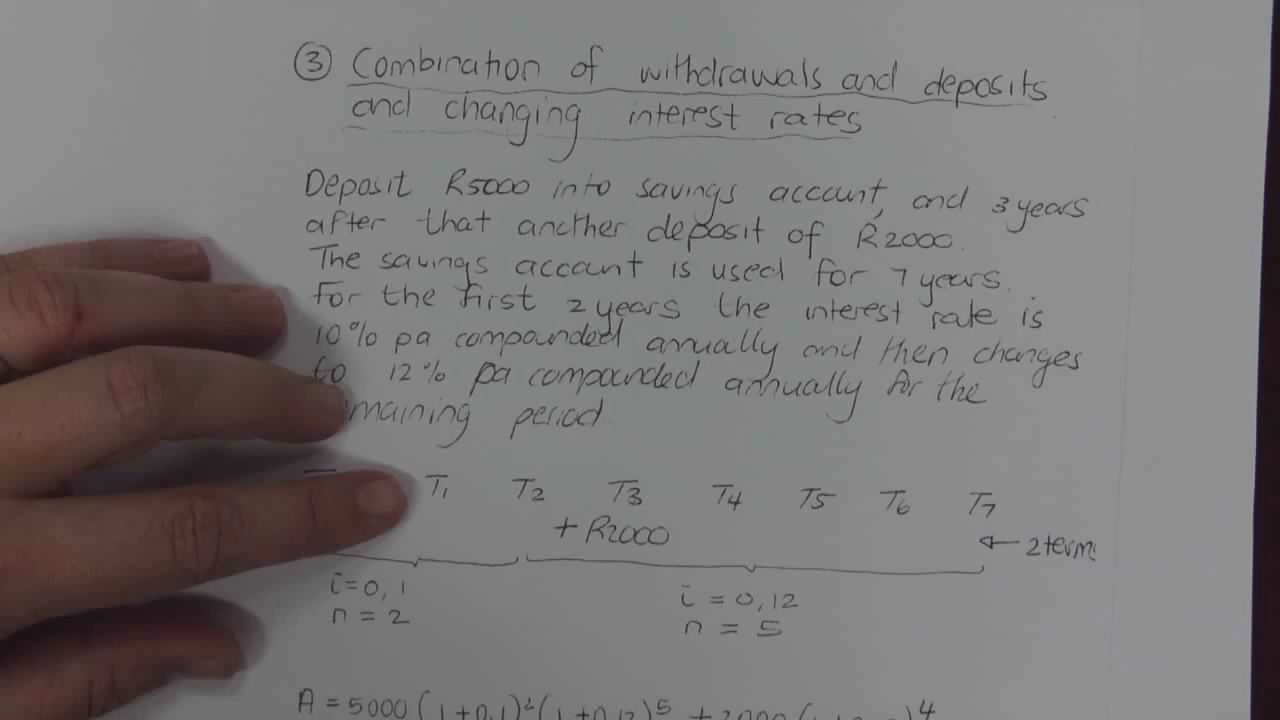 ③ Combination of withdrawals and deposits
and changing interest rates
Deposit R5000 into savings account, and 3 years
after that another deposit of R2000.
The savings account is used for 7 years.
For the first 2 years the interest rate is
10% pa compounded annually and then changes
to 12% pa compounded annually for the
maining period
T1 T2 T3 T4 T5 T6 T7
+ R2000
← 2 term
i = 0,1
n = 2
i = 0,12
n = 5
A = 5000 (1+0,1)² (1+0,12)⁵ + 2000